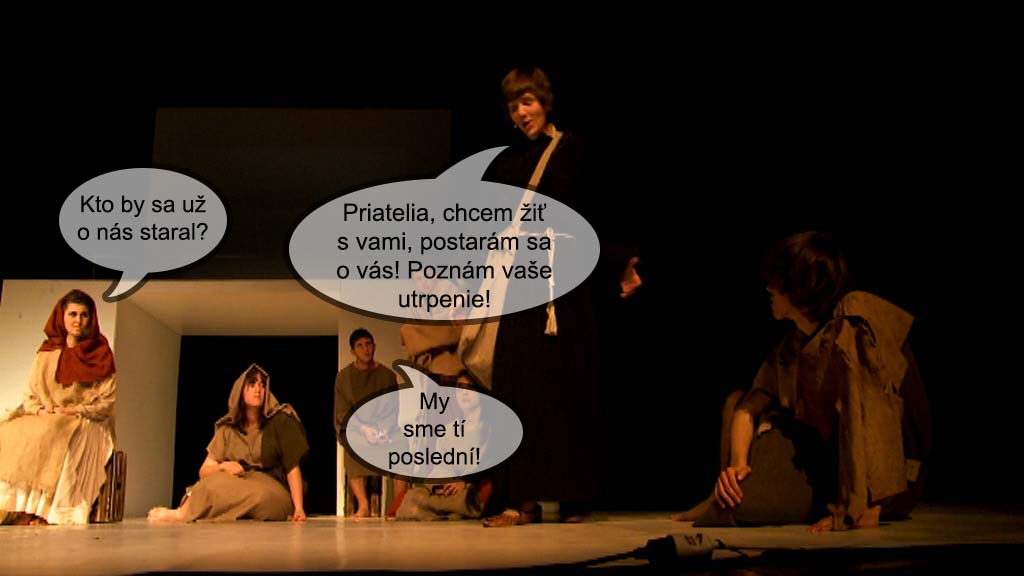 Kto by sa už
o nás staral?
Priatelia, chcem žiť
s vami, postarám sa
o vás! Poznám vaše
utrpenie!
My
sme tí
poslední!